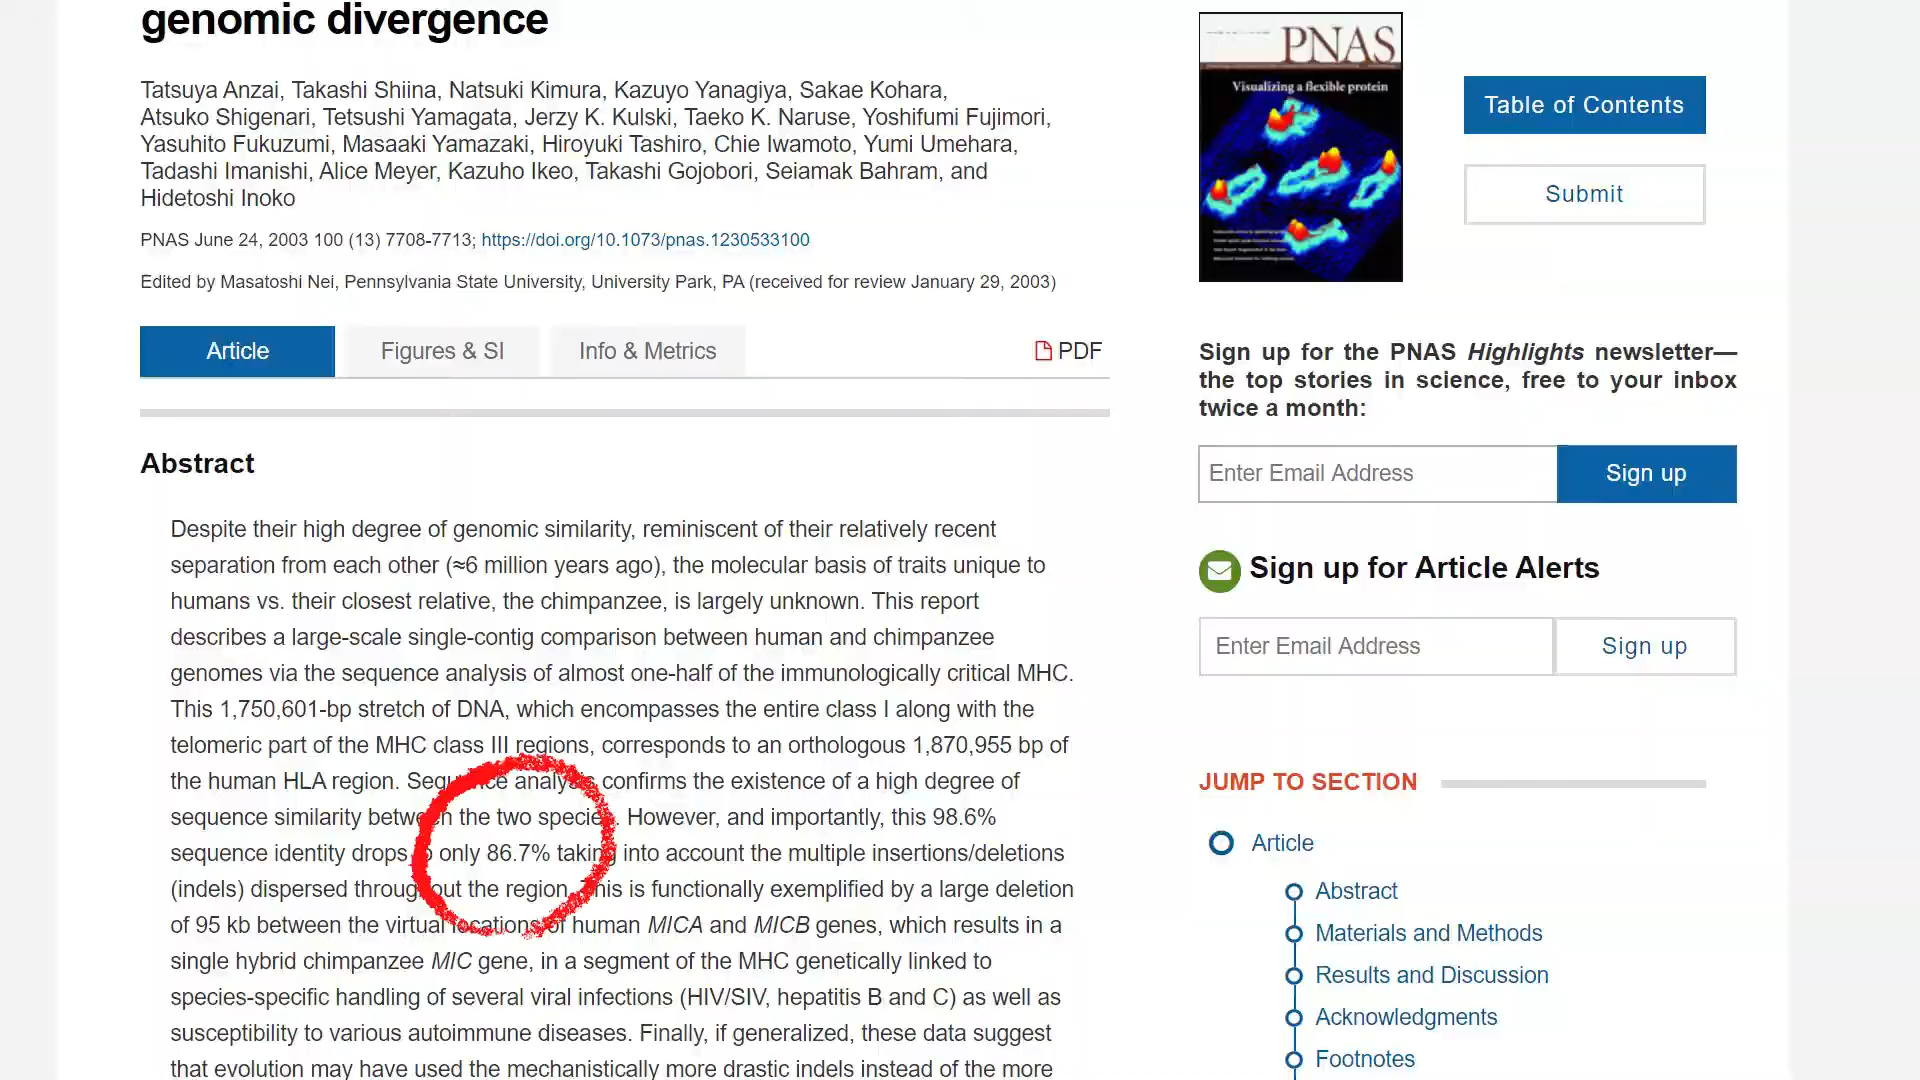 genomic divergence
Tatsuya Anzai, Takashi Shiina, Natsuki Kimura, Kazuyo Yanagiya, Sakae Kohara,
Atsuko Shigenari, Tetsushi Yamagata, Jerzy K. Kulski, Taeko K. Naruse, Yoshifumi Fujimori,
Yasuhito Fukuzumi, Masaaki Yamazaki, Hiroyuki Tashiro, Chie Iwamoto, Yumi Umehara,
Tadashi Imanishi, Alice Meyer, Kazuho Ikeo, Takashi Gojobori, Seiamak Bahram, and
Hidetoshi Inoko
PNAS June 24, 2003 100 (13) 7708-7713; https://doi.org/10.1073/pnas.1230533100
Edited by Masatoshi Nei, Pennsylvania State University, University Park, PA (received for review January 29, 2003)
Article
Figures & SI
Info & Metrics
PDF
Abstract
Despite their high degree of genomic similarity, reminiscent of their relatively recent
separation from each other (≈6 million years ago), the molecular basis of traits unique to
humans vs. their closest relative, the chimpanzee, is largely unknown. This report
describes a large-scale single-contig comparison between human and chimpanzee
genomes via the sequence analysis of almost one-half of the immunologically critical MHC.
This 1,750,601-bp stretch of DNA, which encompasses the entire class I along with the
telomeric part of the MHC class III regions, corresponds to an orthologous 1,870,955 bp of
the human HLA region. Sequence analysis confirms the existence of a high degree of
sequence similarity between the two species. However, and importantly, this 98.6%
sequence identity drops to only 86.7% taking into account the multiple insertions/deletions
(indels) dispersed throughout the region. This is functionally exemplified by a large deletion
of 95 kb between the virtual locations of human MICA and MICB genes, which results in a
single hybrid chimpanzee MIC gene, in a segment of the MHC genetically linked to
species-specific handling of several viral infections (HIV/SIV, hepatitis B and C) as well as
susceptibility to various autoimmune diseases. Finally, if generalized, these data suggest
that evolution may have used the mechanistically more drastic indels instead of the more
PNAS
Visualizing a flexible protein
Table of Contents
Submit
Sign up for the PNAS Highlights newsletter—
the top stories in science, free to your inbox
twice a month:
Enter Email Address
Sign up
Sign up for Article Alerts
Enter Email Address
Sign up
JUMP TO SECTION
Article
Abstract
Materials and Methods
Results and Discussion
Acknowledgments
Footnotes